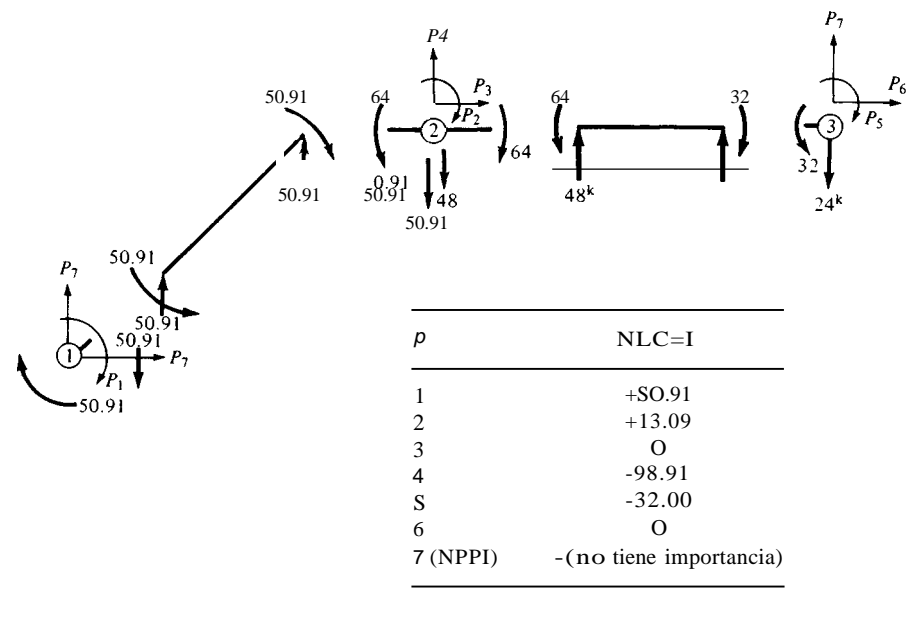 P7
P4
P6
P3
50.91
64
64
32
P2
P5
2
3
64
32
50.91
0.91
50.91
48
48k
24k
50.91
50.91
P7
50.91
50.91
1
P7
P1
50.91
p NLC=I
1 +SO.91
2 +13.09
3 O
4 -98.91
S -32.00
6 O
7 (NPPI) -(no tiene importancia)